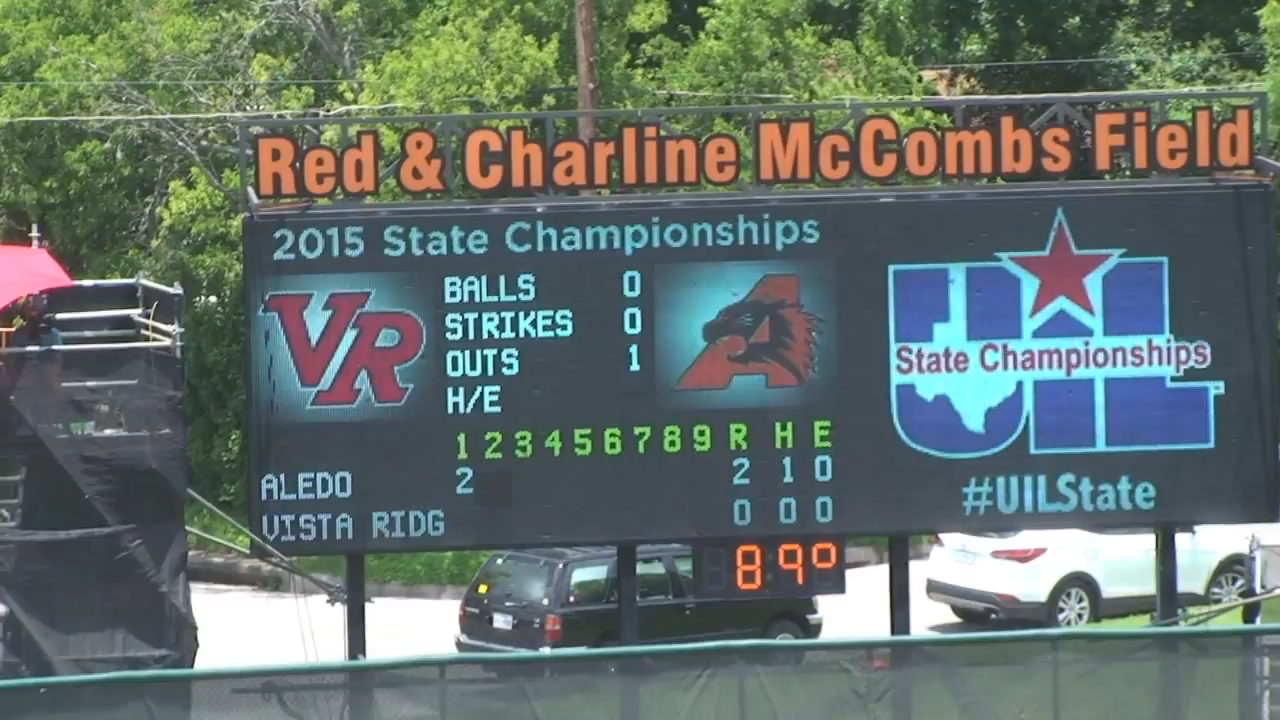 Red & Charline McCombs Field
2015 State Championships
VR
BALLS 0
STRIKES 0
OUTS 1
H/E
A
UIL
State Championships
1 2 3 4 5 6 7 8 9 R H E
ALEDO 2 2 1 0
VISTA RIDG 0 0 0
#UILState
89°